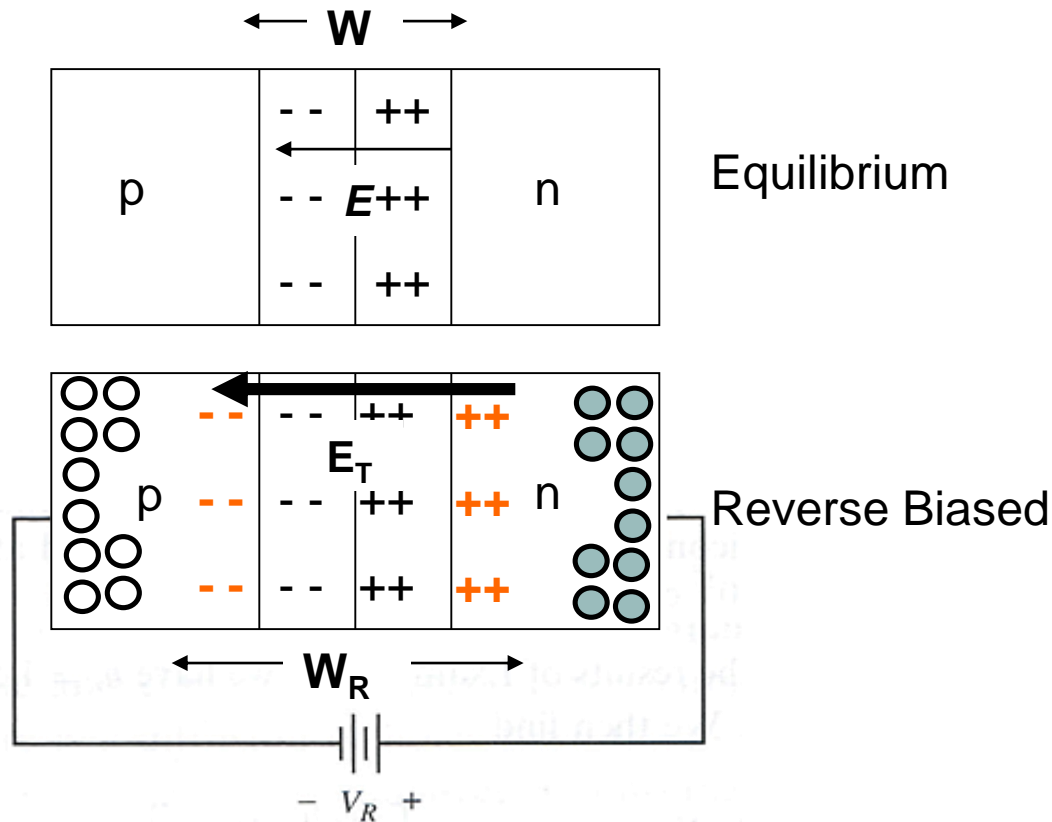 W
- - ++
p - - E++ n Equilibrium
- - ++
- - - - ++ ++
E_T
p - - - - ++ ++ n Reverse Biased
- - - - ++ ++
W_R
- V_R +